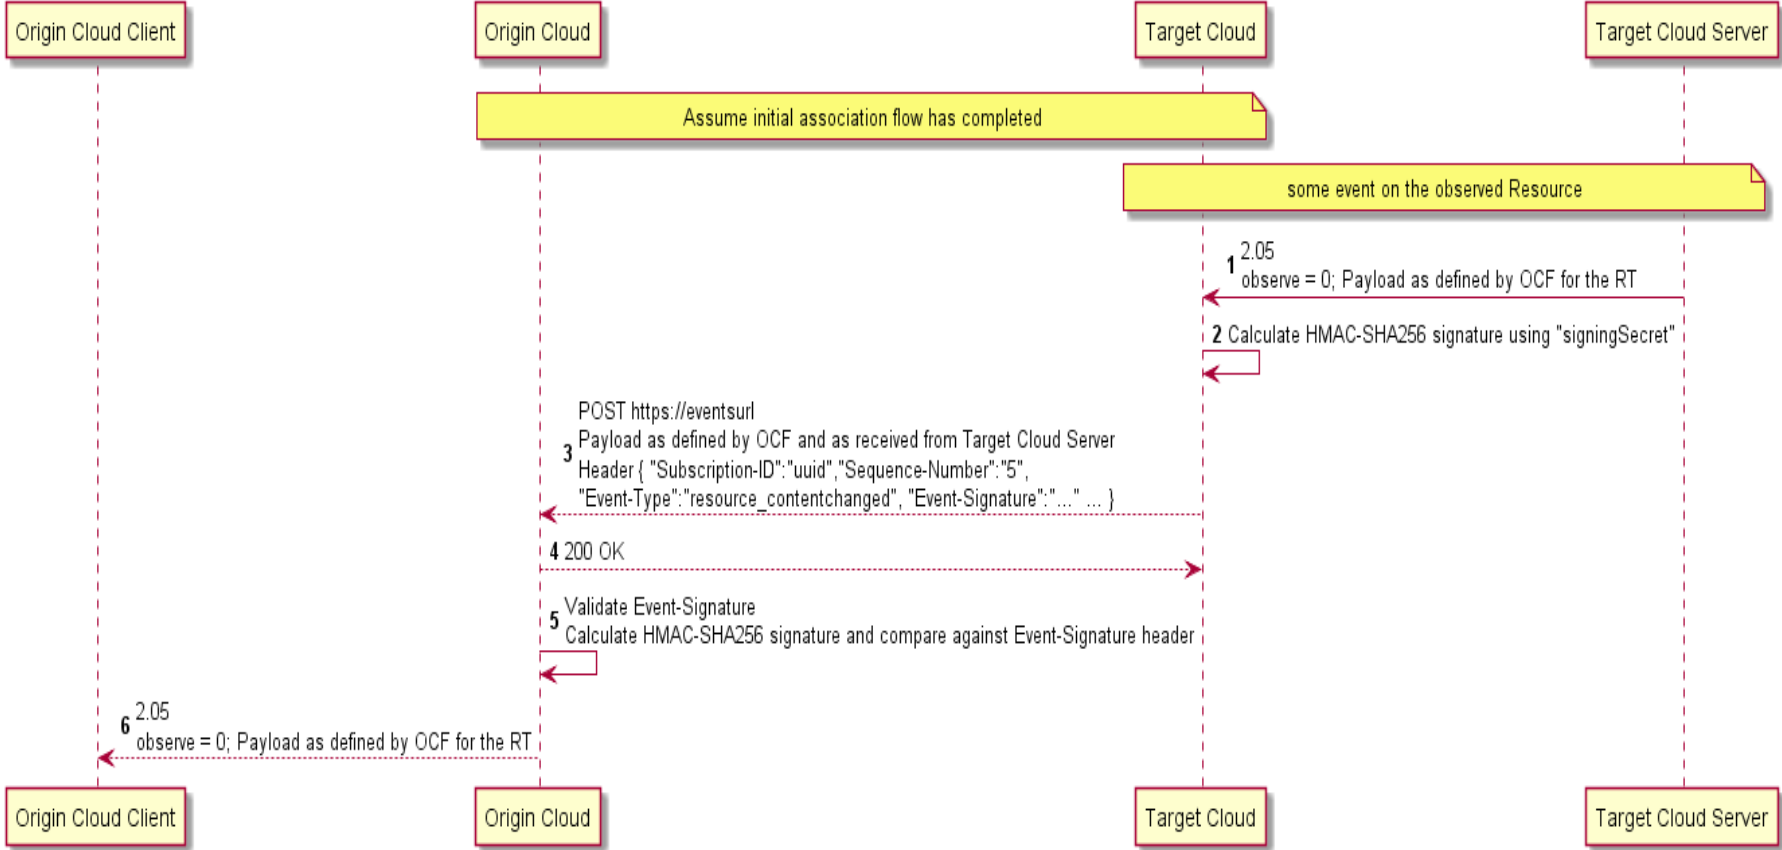 Origin Cloud Client
Origin Cloud
Target Cloud
Target Cloud Server
Assume initial association flow has completed
some event on the observed Resource
1 2.05
observe = 0; Payload as defined by OCF for the RT
2 Calculate HMAC-SHA256 signature using "signingSecret"
3 POST https://eventsurl
Payload as defined by OCF and as received from Target Cloud Server
Header { "Subscription-ID":"uuid","Sequence-Number":"5",
"Event-Type":"resource_contentchanged", "Event-Signature":"..." ... }
4 200 OK
5 Validate Event-Signature
Calculate HMAC-SHA256 signature and compare against Event-Signature header
6 2.05
observe = 0; Payload as defined by OCF for the RT
Origin Cloud Client
Origin Cloud
Target Cloud
Target Cloud Server